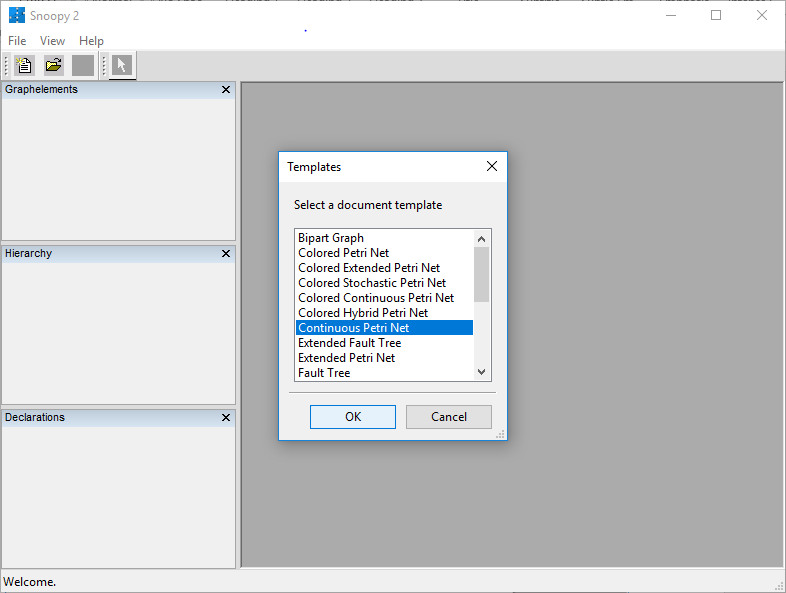 Snoopy 2
File View Help
Graphelements
Hierarchy
Declarations
Templates
Select a document template
Bipart Graph
Colored Petri Net
Colored Extended Petri Net
Colored Stochastic Petri Net
Colored Continuous Petri Net
Colored Hybrid Petri Net
Continuous Petri Net
Extended Fault Tree
Extended Petri Net
Fault Tree
OK Cancel
Welcome.